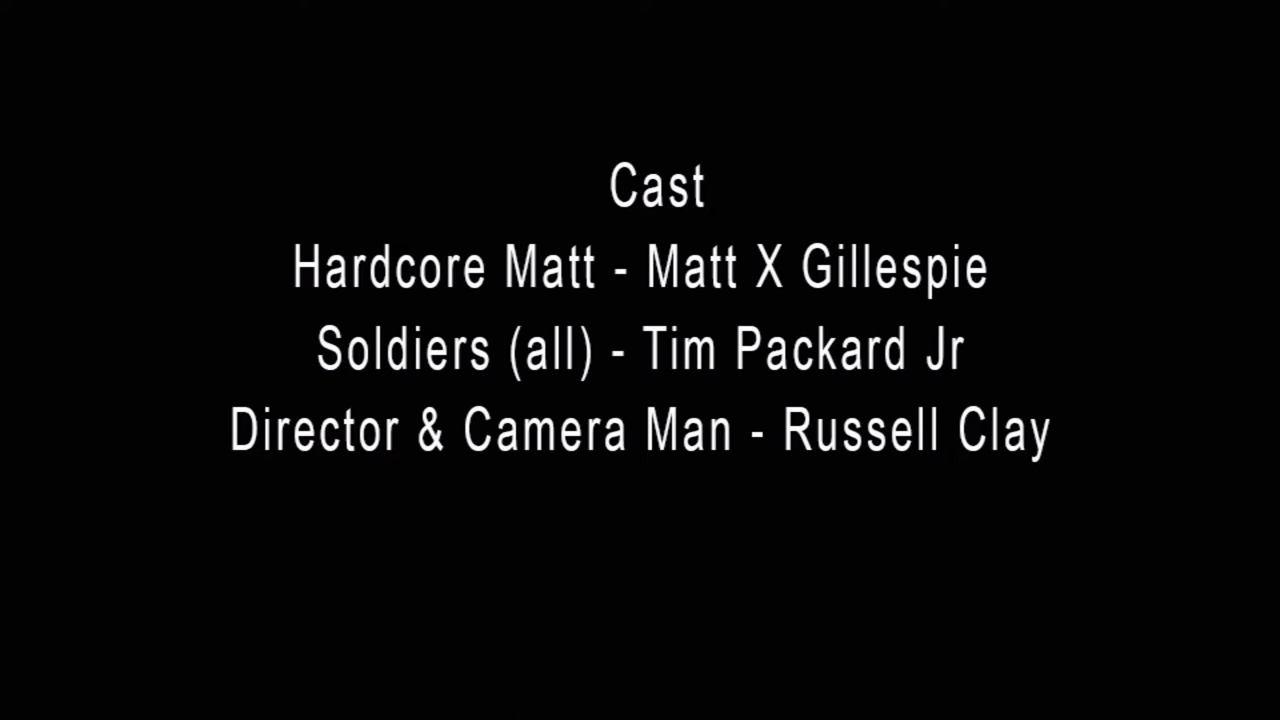 Cast
Hardcore Matt - Matt X Gillespie
Soldiers (all) - Tim Packard Jr
Director & Camera Man - Russell Clay